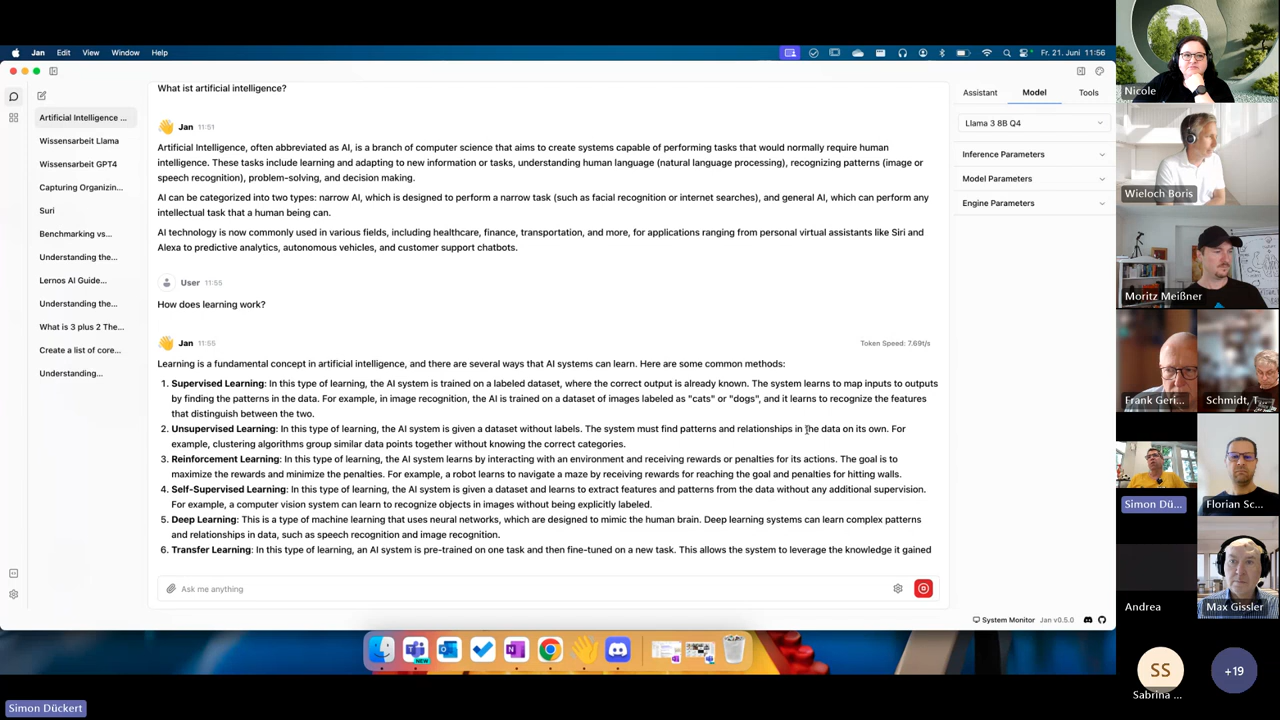 Jan Edit View Window Help
Fr. 21. Juni 11:56
Artificial Intelligence ...
Wissensarbeit Llama
Wissensarbeit GPT4
Capturing Organizin...
Suri
Benchmarking vs...
Understanding the...
Lernos AI Guide...
Understanding the...
What is 3 plus 2 The...
Create a list of core...
Understanding...
What ist artificial intelligence?
Jan 11:51
Artificial Intelligence, often abbreviated as AI, is a branch of computer science that aims to create systems capable of performing tasks that would normally require human
intelligence. These tasks include learning and adapting to new information or tasks, understanding human language (natural language processing), recognizing patterns (image or
speech recognition), problem-solving, and decision making.
AI can be categorized into two types: narrow AI, which is designed to perform a narrow task (such as facial recognition or internet searches), and general AI, which can perform any
intellectual task that a human being can.
AI technology is now commonly used in various fields, including healthcare, finance, transportation, and more, for applications ranging from personal virtual assistants like Siri and
Alexa to predictive analytics, autonomous vehicles, and customer support chatbots.
User 11:55
How does learning work?
Jan 11:55
Token Speed: 7.69t/s
Learning is a fundamental concept in artificial intelligence, and there are several ways that AI systems can learn. Here are some common methods:
1. Supervised Learning: In this type of learning, the AI system is trained on a labeled dataset, where the correct output is already known. The system learns to map inputs to outputs
by finding the patterns in the data. For example, in image recognition, the AI is trained on a dataset of images labeled as "cats" or "dogs", and it learns to recognize the features
that distinguish between the two.
2. Unsupervised Learning: In this type of learning, the AI system is given a dataset without labels. The system must find patterns and relationships in the data on its own. For
example, clustering algorithms group similar data points together without knowing the correct categories.
3. Reinforcement Learning: In this type of learning, the AI system learns by interacting with an environment and receiving rewards or penalties for its actions. The goal is to
maximize the rewards and minimize the penalties. For example, a robot learns to navigate a maze by receiving rewards for reaching the goal and penalties for hitting walls.
4. Self-Supervised Learning: In this type of learning, the AI system is given a dataset and learns to extract features and patterns from the data without any additional supervision.
For example, a computer vision system can learn to recognize objects in images without being explicitly labeled.
5. Deep Learning: This is a type of machine learning that uses neural networks, which are designed to mimic the human brain. Deep learning systems can learn complex patterns
and relationships in data, such as speech recognition and image recognition.
6. Transfer Learning: In this type of learning, an AI system is pre-trained on one task and then fine-tuned on a new task. This allows the system to leverage the knowledge it gained
Ask me anything
Assistant Model Tools
Llama 3 8B Q4
Inference Parameters
Model Parameters
Engine Parameters
System Monitor Jan v0.5.0
NEW
Simon Dückert
Nicole
Wieloch Boris
Moritz Meißner
Frank Geri...
Schmidt, T...
Simon Dü...
Florian Sc...
Andrea
Max Gissler
SS
Sabrina ...
+19